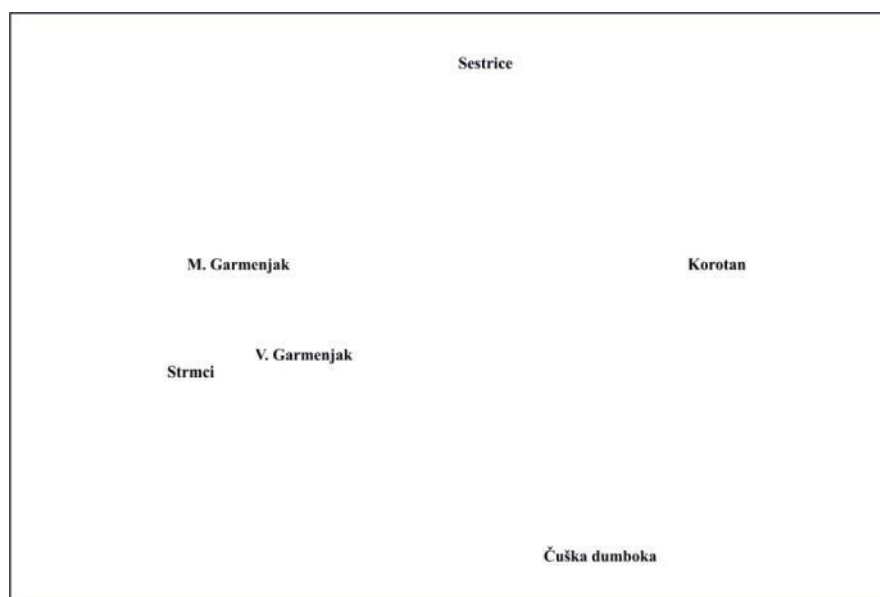 Sestrice
M. Garmenjak
Korotan
V. Garmenjak
Strmci
Čuška dumboka